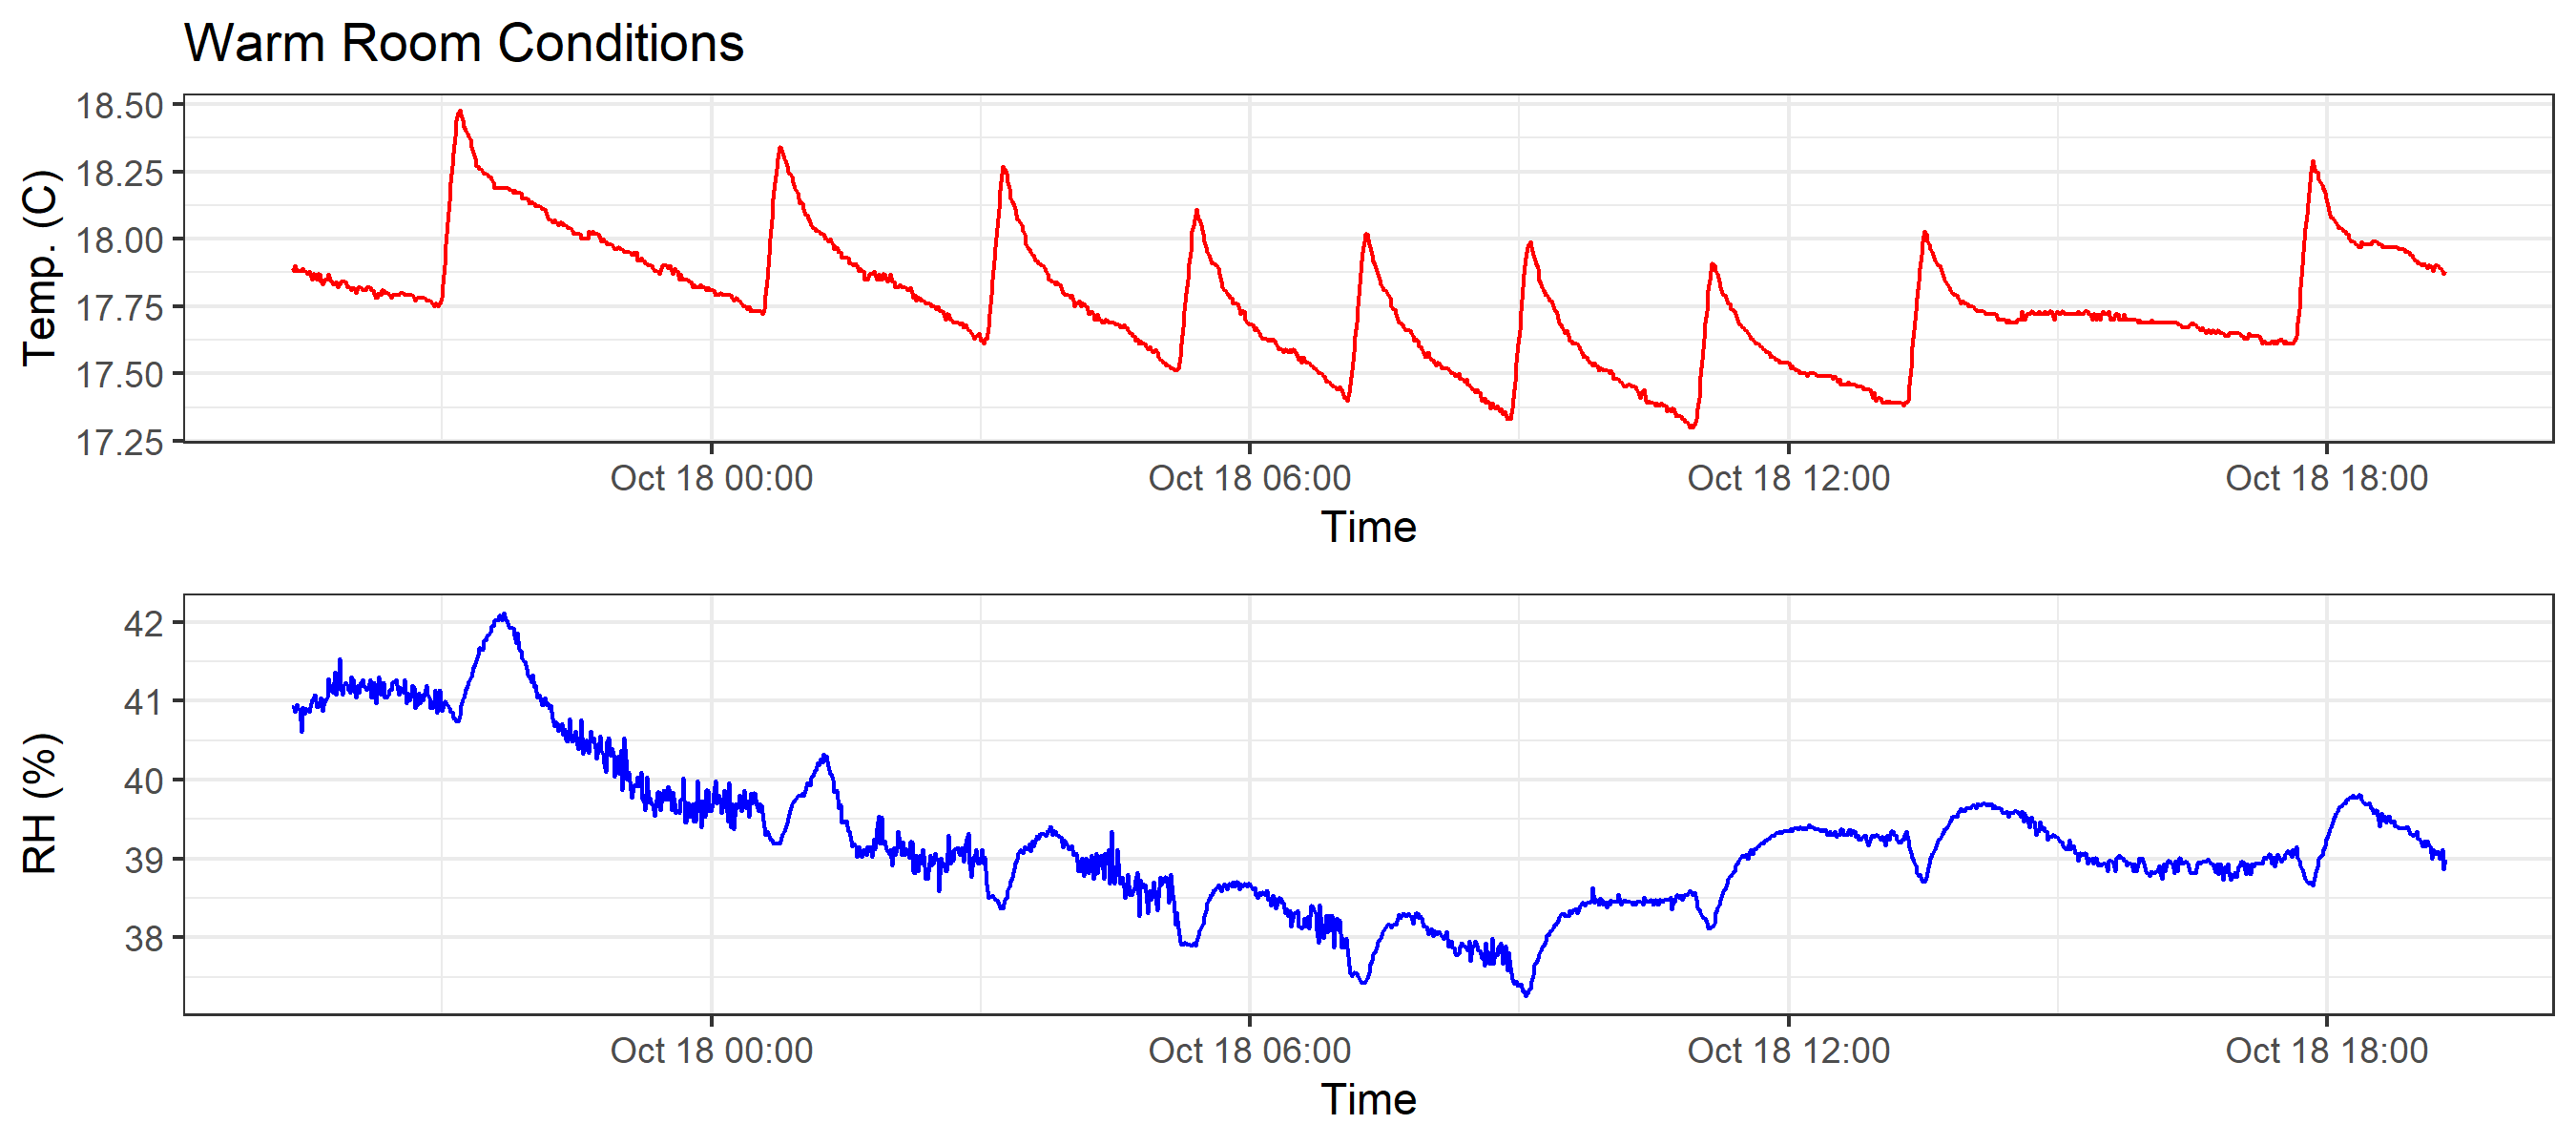 Warm Room Conditions
18.50
18.25
18.00
17.75
17.50
17.25
Temp. (C)
Oct 18 00:00 Oct 18 06:00 Oct 18 12:00 Oct 18 18:00
Time
42
41
40
39
38
RH (%)
Oct 18 00:00 Oct 18 06:00 Oct 18 12:00 Oct 18 18:00
Time